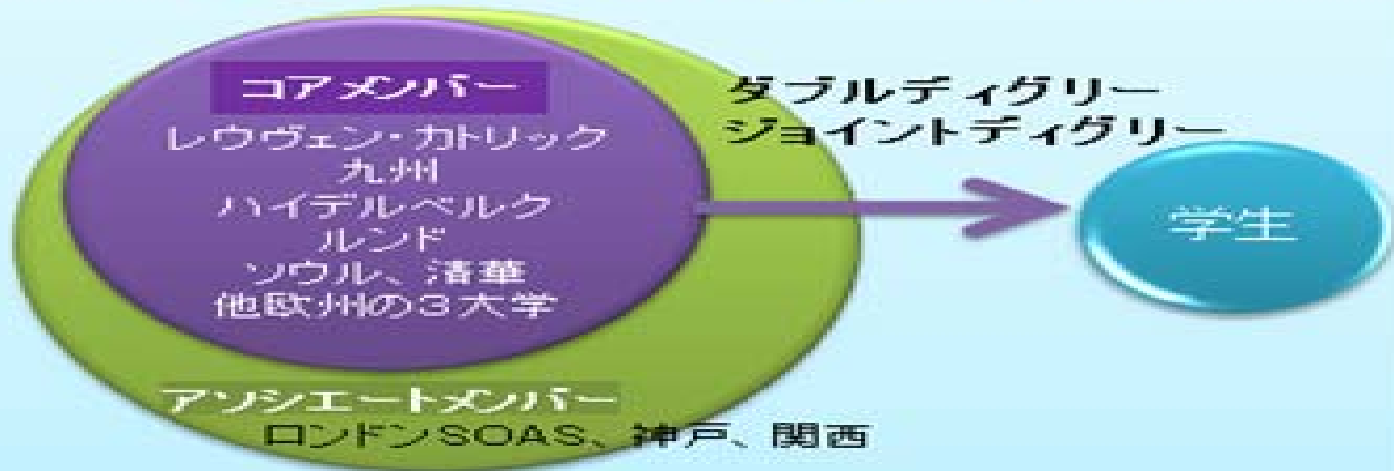 コアメンバー
レウヴェン・カトリック
九州
ハイデルベルク
ルンド
ソウル、清華
他欧州の3大学
アソシエートメンバー
ロンドンSOAS、神戸、関西
ダブルディグリー
ジョイントディグリー
学生